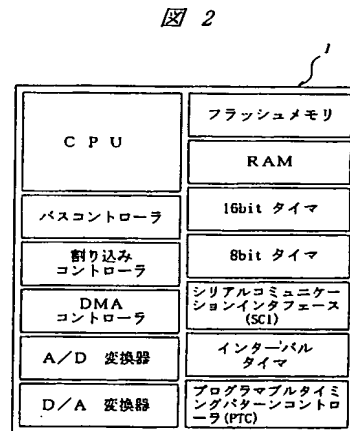 図 2
1
CPU
バスコントローラ
割り込み
コントローラ
DMA
コントローラ
A/D 変換器
D/A 変換器
フラッシュメモリ
RAM
16bit タイマ
8bit タイマ
シリアルコミュニケー
ションインタフェース
(SCI)
インターバル
タイマ
プログラマブルタイミ
ングパターンコントロ
ーラ(PTC)